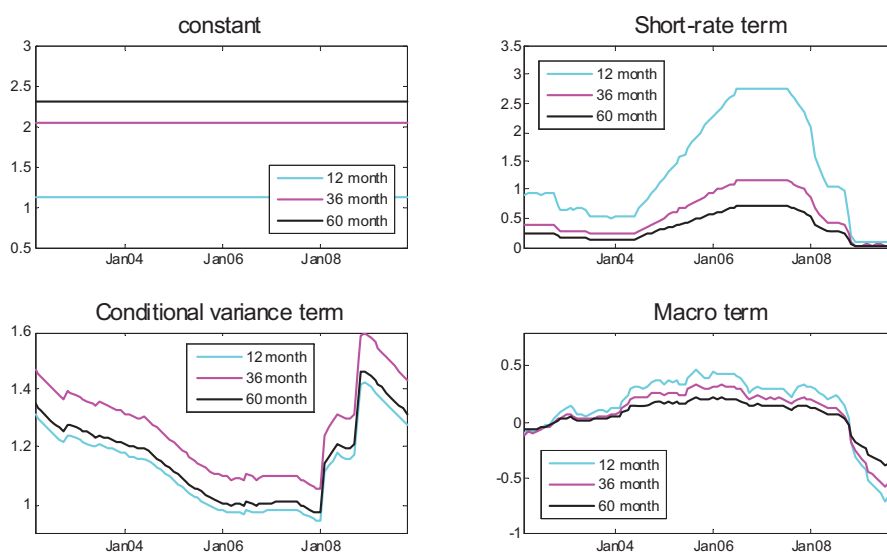 constant
3
2.5
2
1.5
1
0.5
12 month
36 month
60 month
Jan04 Jan06 Jan08
Short-rate term
3.5
3
2.5
2
1.5
1
0.5
0
12 month
36 month
60 month
Jan04 Jan06 Jan08
Conditional variance term
1.6
1.4
1.2
1
12 month
36 month
60 month
Jan04 Jan06 Jan08
Macro term
0.5
0
-0.5
-1
12 month
36 month
60 month
Jan04 Jan06 Jan08